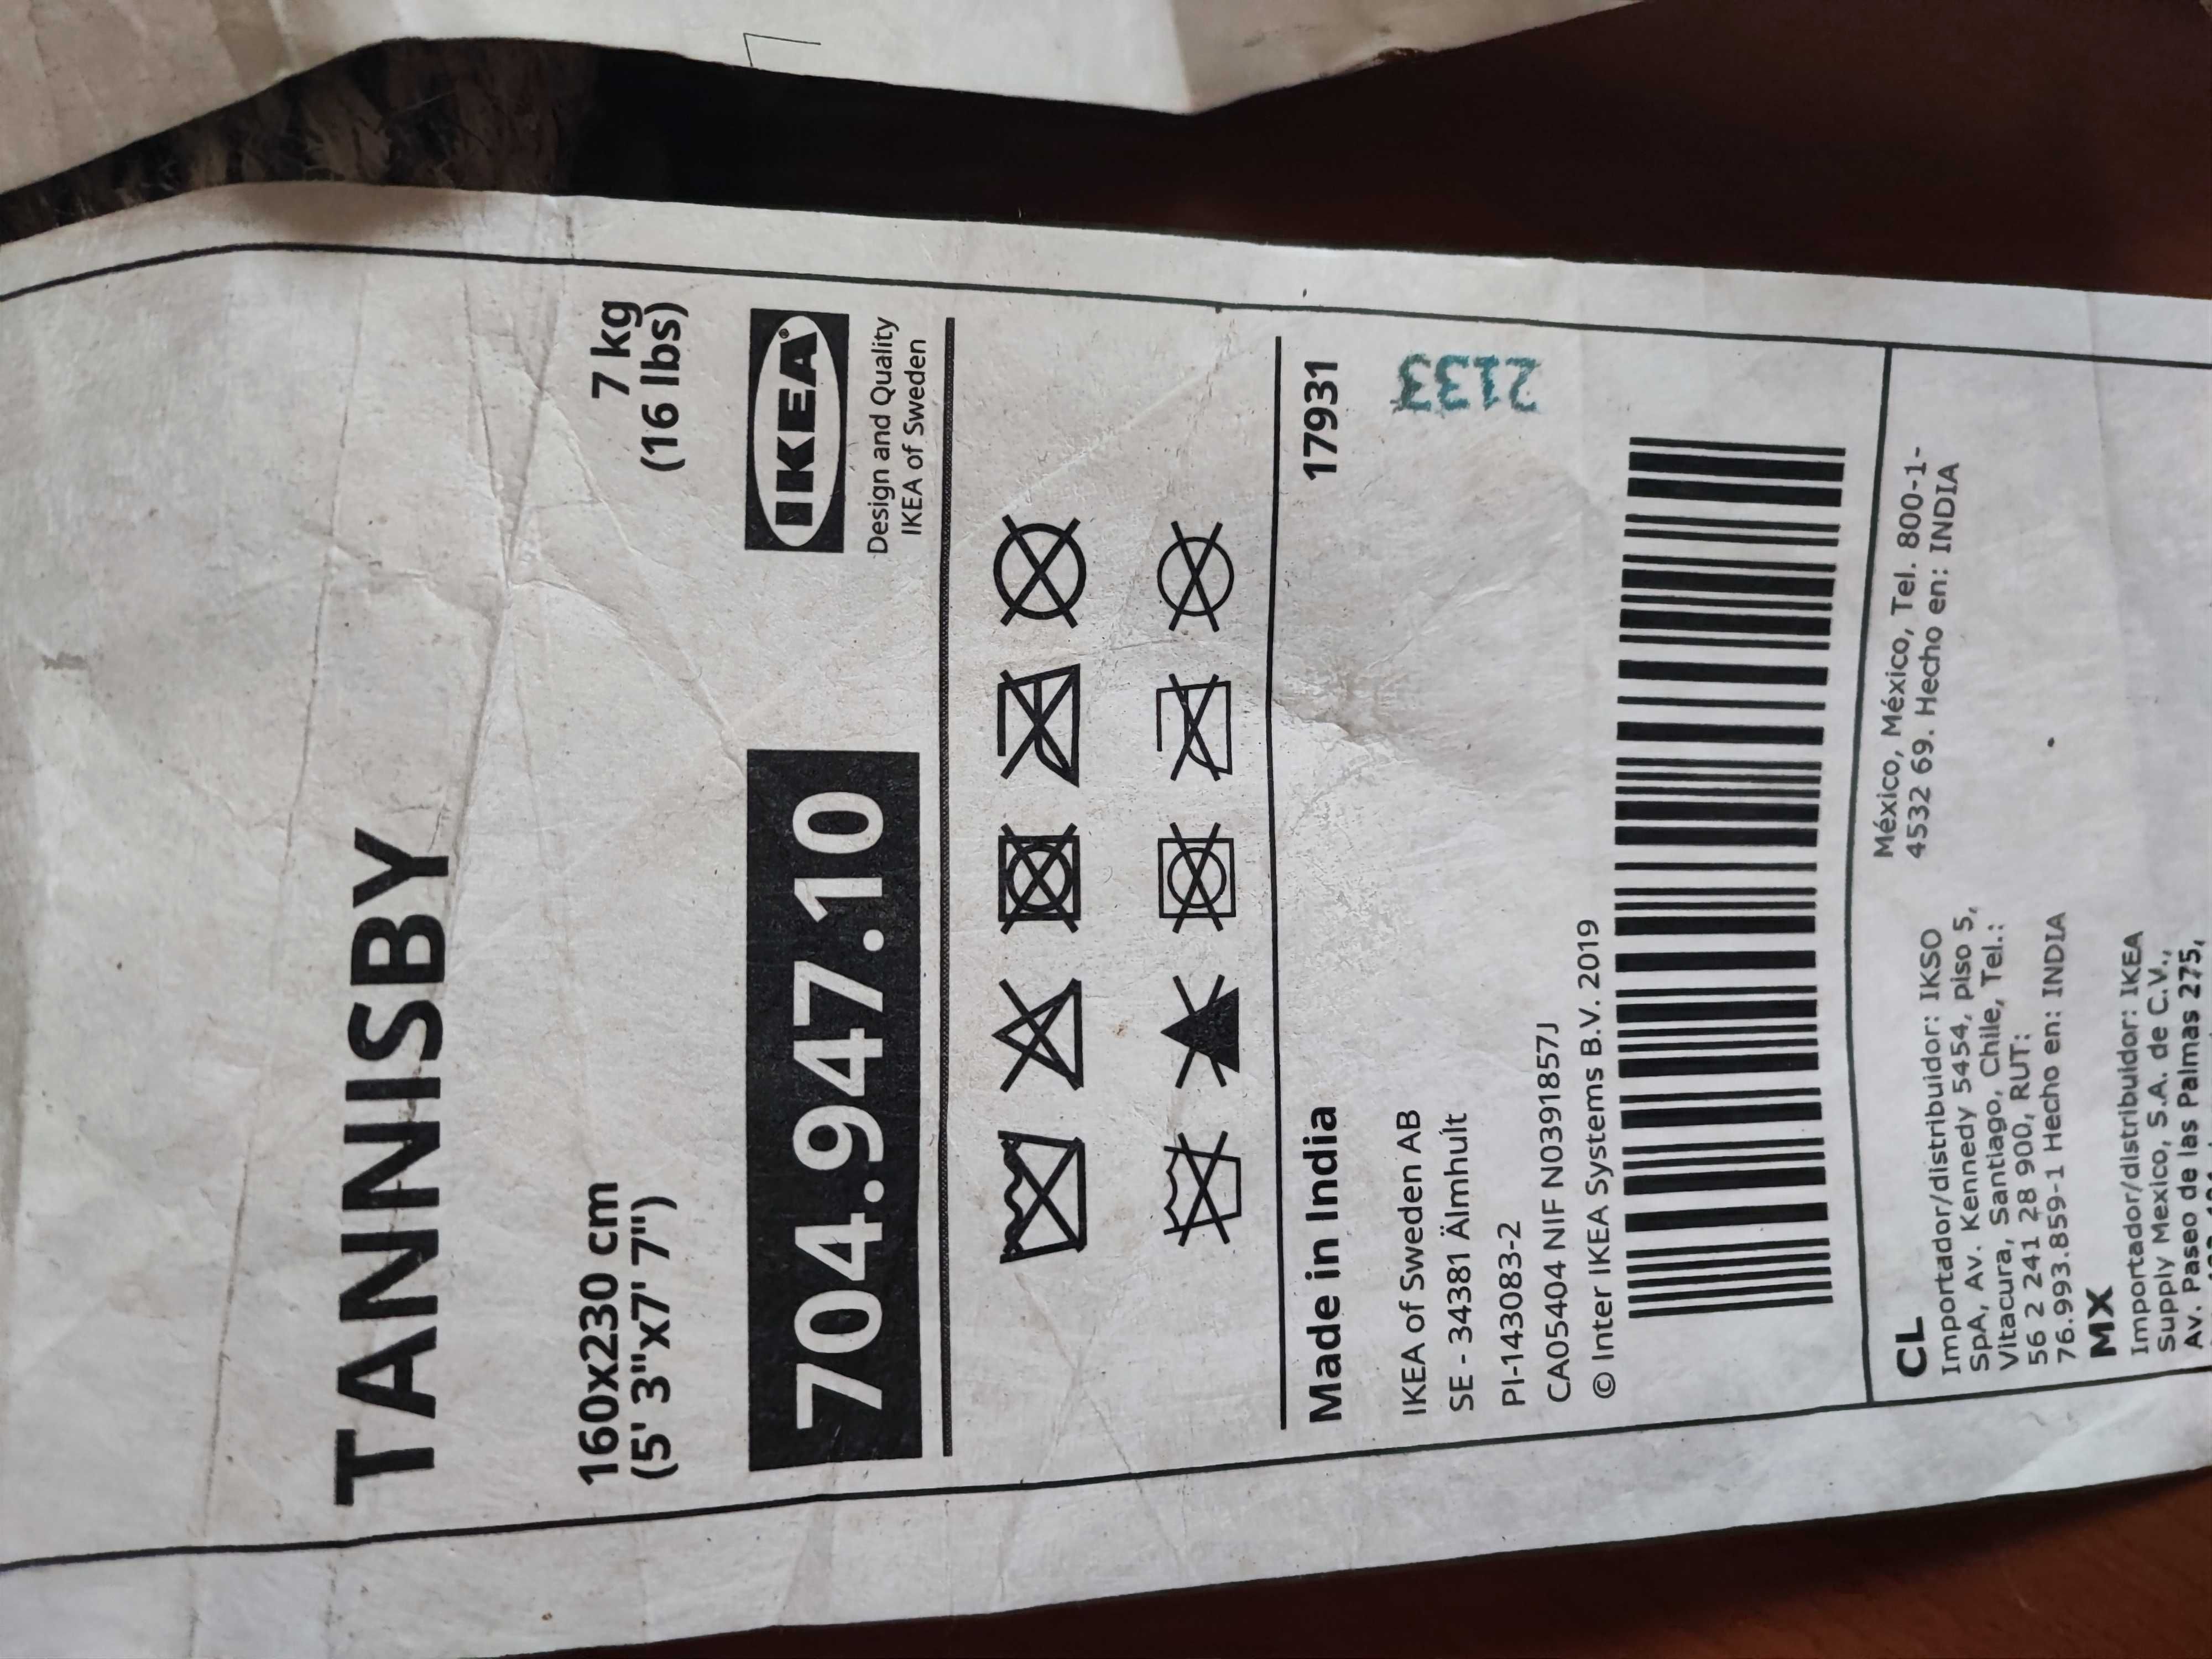 TANNISBY
160x230 cm
(5' 3"x7' 7")
7 kg
(16 lbs)
704.947.10
IKEA®
Design and Quality
IKEA of Sweden
Made in India
17931
IKEA of Sweden AB
SE - 34381 Älmhult
2133
PI-143083-2
CA05404 NIF N0391857J
© Inter IKEA Systems B.V. 2019
CL
Importador/distribuidor: IKSO
SpA, Av. Kennedy 5454, piso 5,
Vitacura, Santiago, Chile, Tel.:
56 2 241 28 900, RUT:
76.993.859-1 Hecho en: INDIA
MX
Importador/distribuidor: IKEA
Supply Mexico, S.A. de C.V.,
Av. Paseo de las Palmas 275,
México, México, Tel. 800-1-
4532 69. Hecho en: INDIA